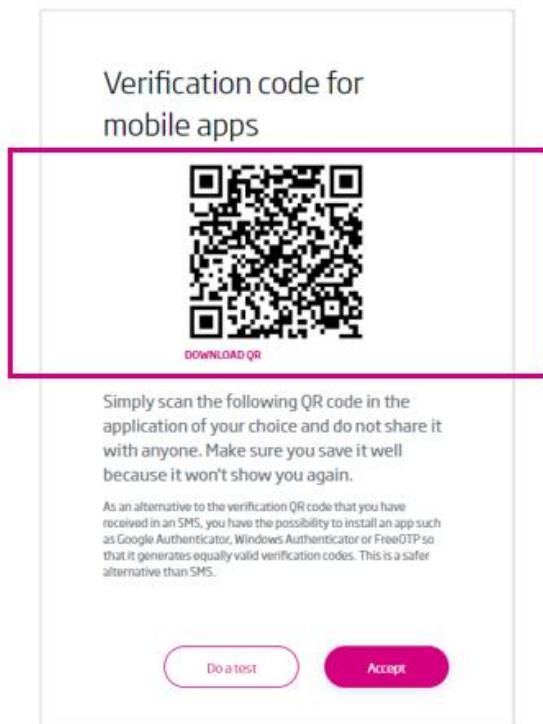 Verification code for
mobile apps
DOWNLOAD QR
Simply scan the following QR code in the
application of your choice and do not share it
with anyone. Make sure you save it well
because it won't show you again.
As an alternative to the verification QR code that you have
received in an SMS, you have the possibility to install an app such
as Google Authenticator, Windows Authenticator or FreeOTP so
that it generates equally valid verification codes. This is a safer
alternative than SMS.
Do a test
Accept